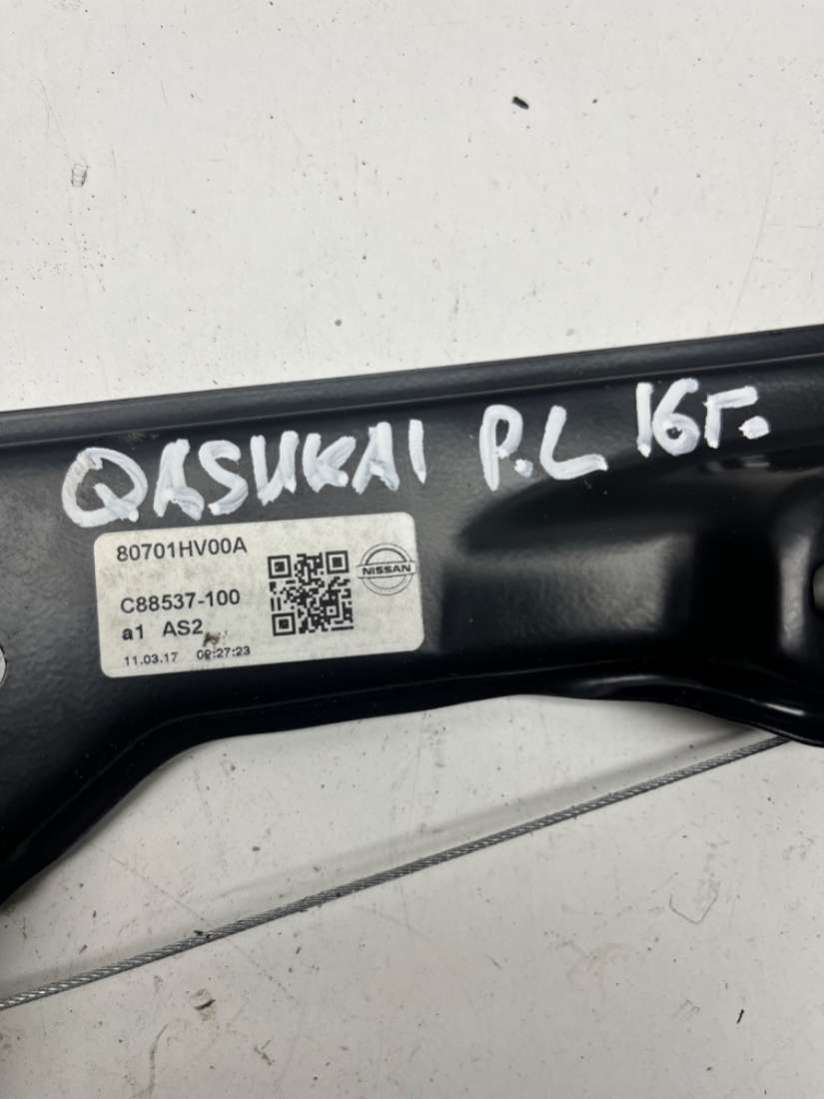 QASUKAI P.L 16г.
80701HV00A
C88537-100
a1 AS2
11.03.17 09:27:23
NISSAN